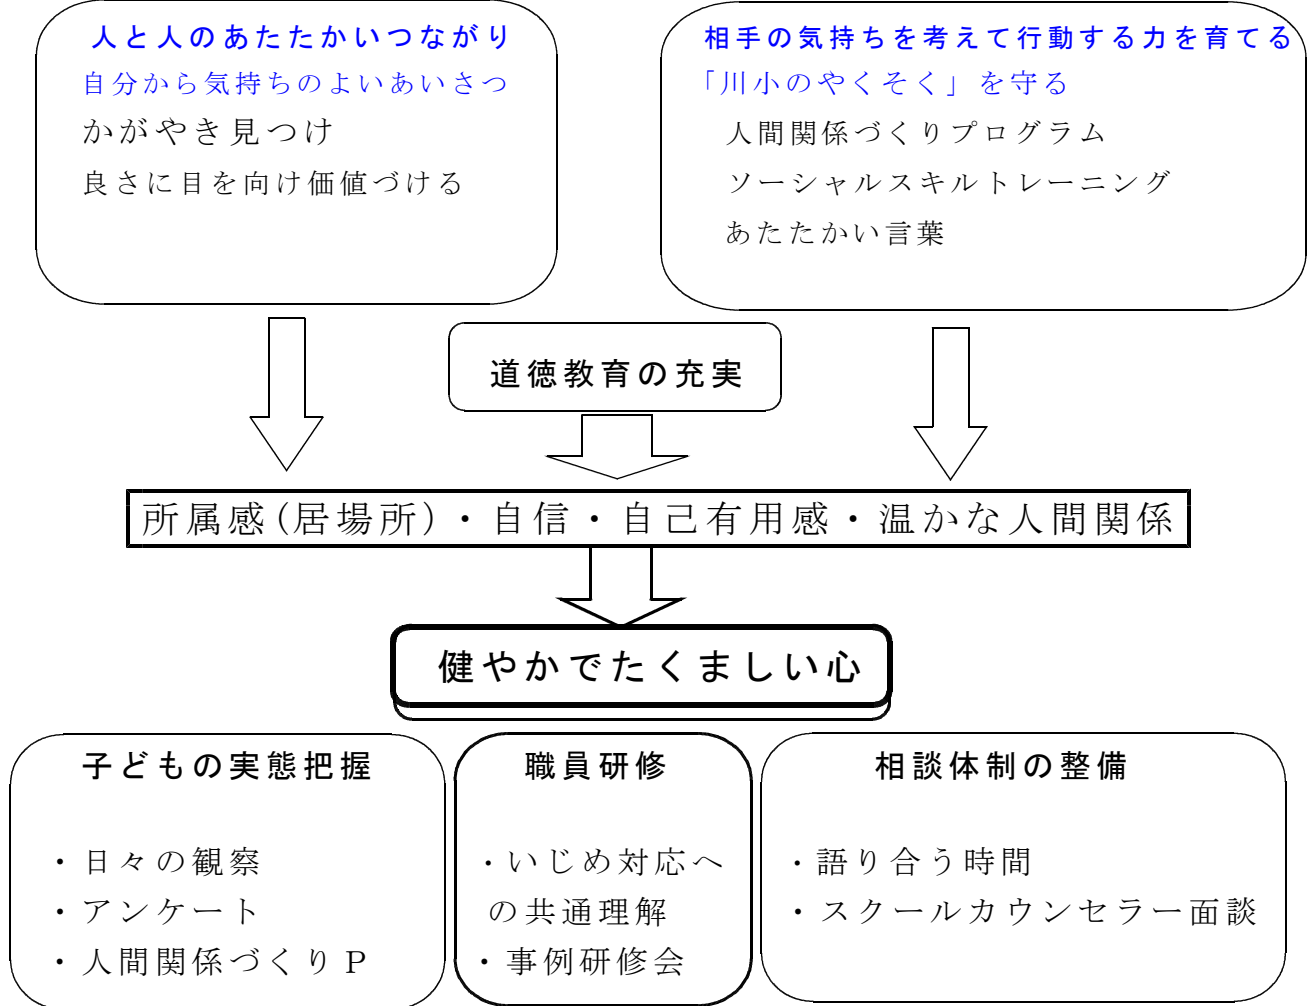 人と人のあたたかいつながり
自分から気持ちのよいあいさつ
かがやき見つけ
良さに目を向け価値づける
相手の気持ちを考えて行動する力を育てる
「川小のやくそく」を守る
人間関係づくりプログラム
ソーシャルスキルトレーニング
あたたかい言葉
道徳教育の充実
所属感(居場所)・自信・自己有用感・温かな人間関係
健やかでたくましい心
子どもの実態把握
・日々の観察
・アンケート
・人間関係づくりP
職員研修
・いじめ対応へ
の共通理解
・事例研修会
相談体制の整備
・語り合う時間
・スクールカウンセラー面談